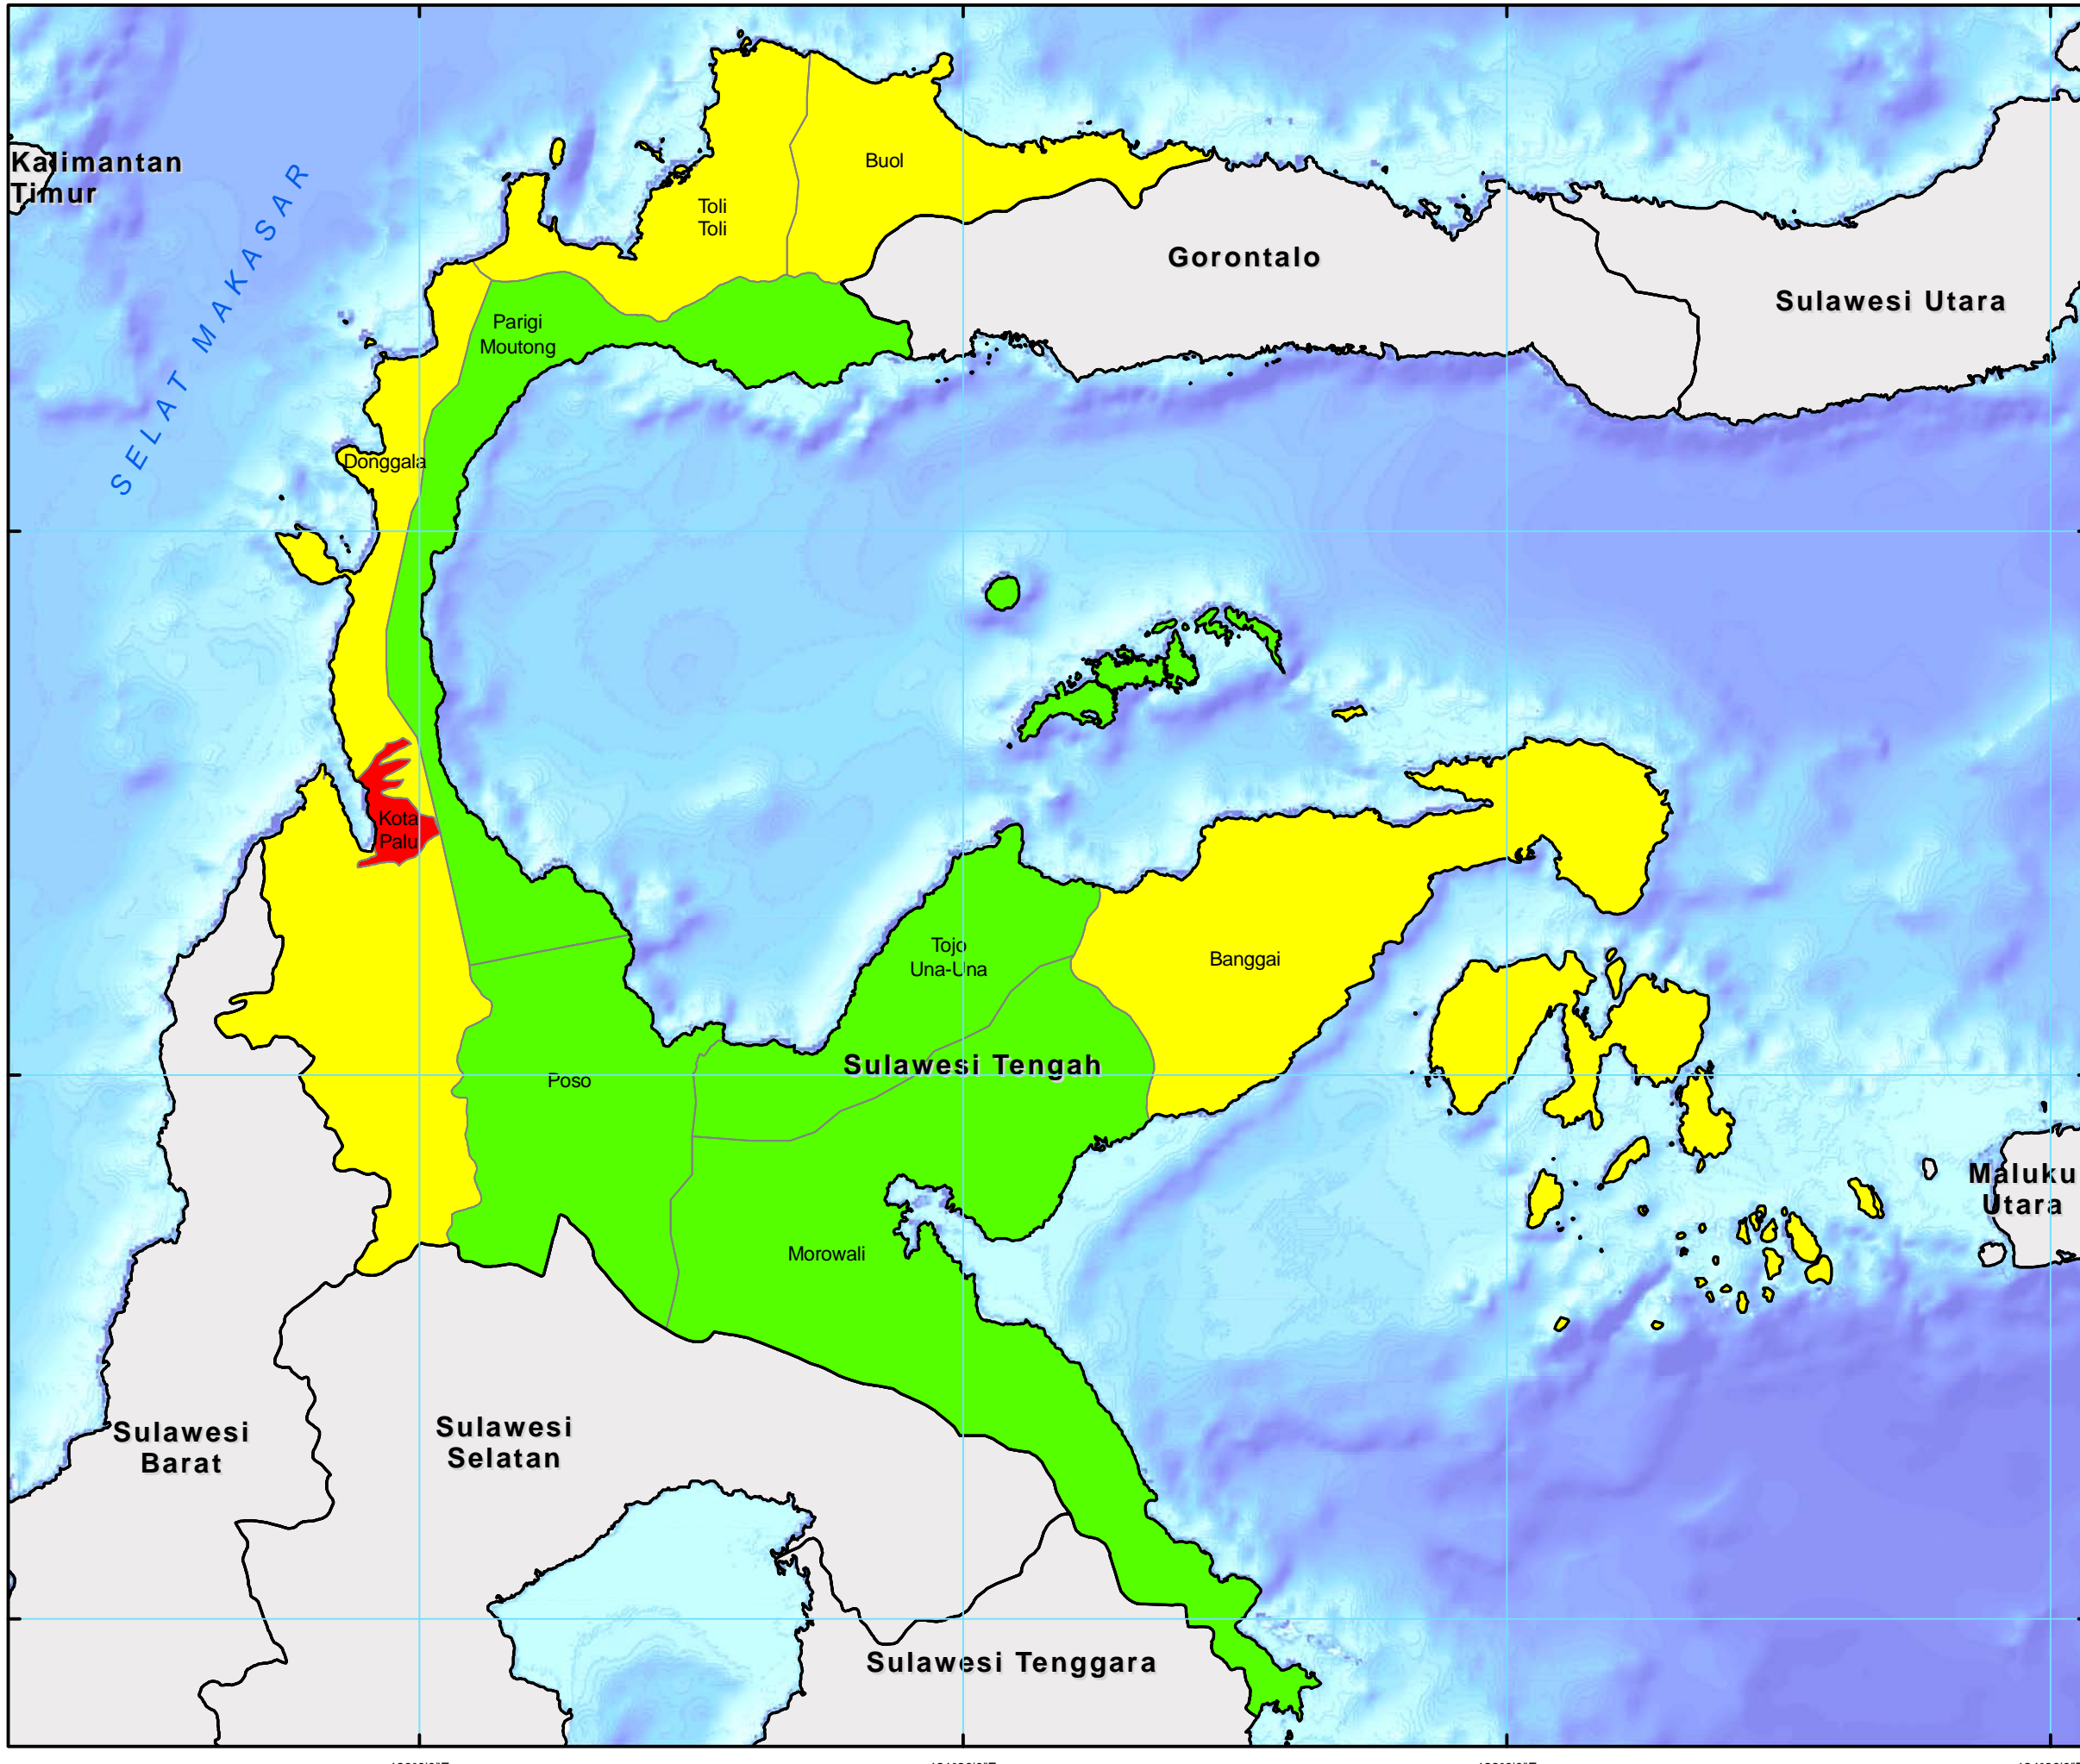 Kalimantan
Timur
SELAT MAKASAR
Buol
Toli
Toli
Gorontalo
Sulawesi Utara
Parigi
Moutong
Donggala
Kota
Palu
Tojo
Una-Una
Banggai
Sulawesi Tengah
Poso
Maluku
Utara
Morowali
Sulawesi
Barat
Sulawesi
Selatan
Sulawesi Tenggara